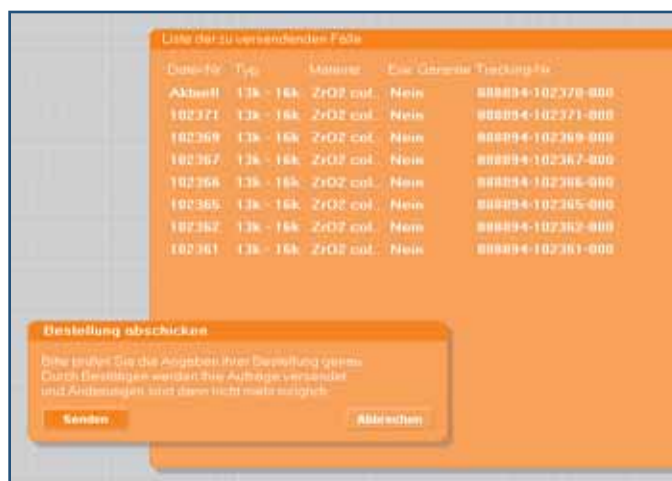 Liste der zu versendenden Fälle
Datei-Nr. Typ Material Erw. Garantie Tracking-Nr.
Aktuell 13k - 16k ZrO2 col.. Nein 888894-102370-000
102371 13k - 16k ZrO2 col.. Nein 888894-102371-000
102369 13k - 16k ZrO2 col.. Nein 888894-102369-000
102367 13k - 16k ZrO2 col.. Nein 888894-102367-000
102366 13k - 16k ZrO2 col.. Nein 888894-102366-000
102365 13k - 16k ZrO2 col.. Nein 888894-102365-000
102362 13k - 16k ZrO2 col.. Nein 888894-102362-000
102361 13k - 16k ZrO2 col.. Nein 888894-102361-000
Bestellung abschicken
Bitte prüfen Sie die Angaben Ihrer Bestellung genau.
Durch Bestätigen werden Ihre Aufträge versendet
und Änderungen sind dann nicht mehr möglich.
Senden Abbrechen